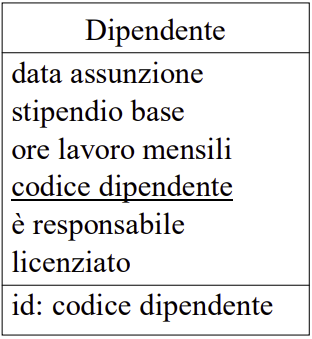 Dipendente
data assunzione
stipendio base
ore lavoro mensili
codice dipendente
è responsabile
licenziato
id: codice dipendente